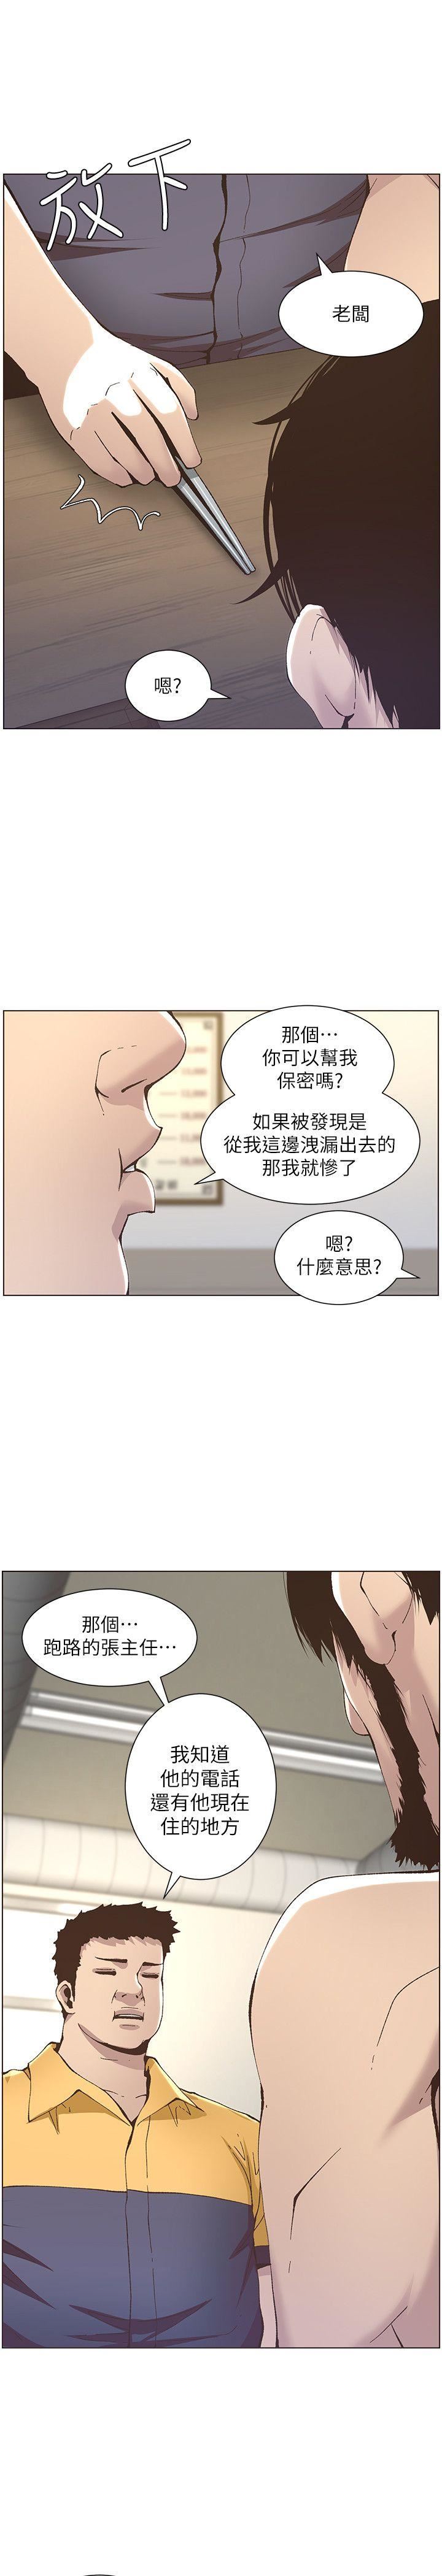 放下
老闆
嗯?
那個…
你可以幫我
保密嗎?
如果被發現是
從我這邊洩漏出去的
那我就慘了
嗯?
什麼意思?
那個…
跑路的張主任…
我知道
他的電話
還有他現在
住的地方